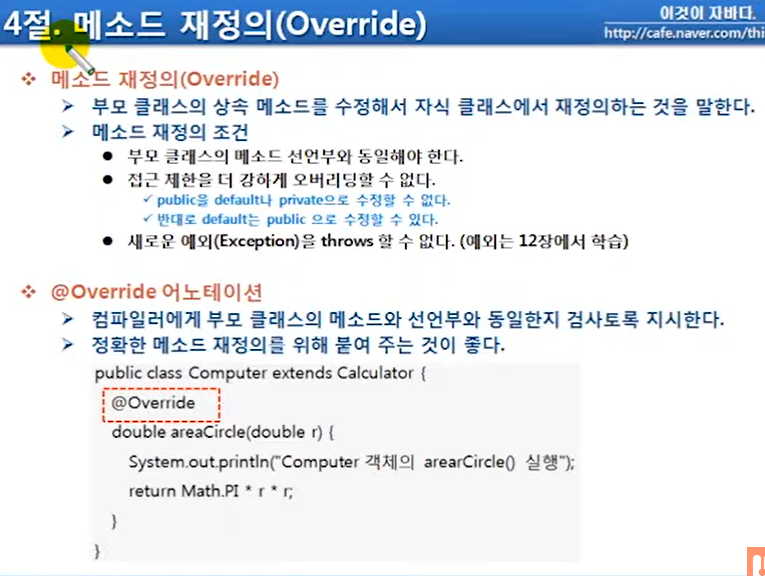 4절. 메소드 재정의(Override)
이것이 자바다.
http://cafe.naver.com/thi
메소드 재정의(Override)
부모 클래스의 상속 메소드를 수정해서 자식 클래스에서 재정의하는 것을 말한다.
메소드 재정의 조건
부모 클래스의 메소드 선언부와 동일해야 한다.
접근 제한을 더 강하게 오버리딩할 수 없다.
public을 default나 private으로 수정할 수 없다.
반대로 default는 public 으로 수정할 수 있다.
새로운 예외(Exception)을 throws 할 수 없다. (예외는 12장에서 학습)
@Override 어노테이션
컴파일러에게 부모 클래스의 메소드와 선언부와 동일한지 검사토록 지시한다.
정확한 메소드 재정의를 위해 붙여 주는 것이 좋다.
public class Computer extends Calculator {
@Override
double areaCircle(double r) {
System.out.println("Computer 객체의 arearCircle() 실행");
return Math.PI * r * r;
}
}